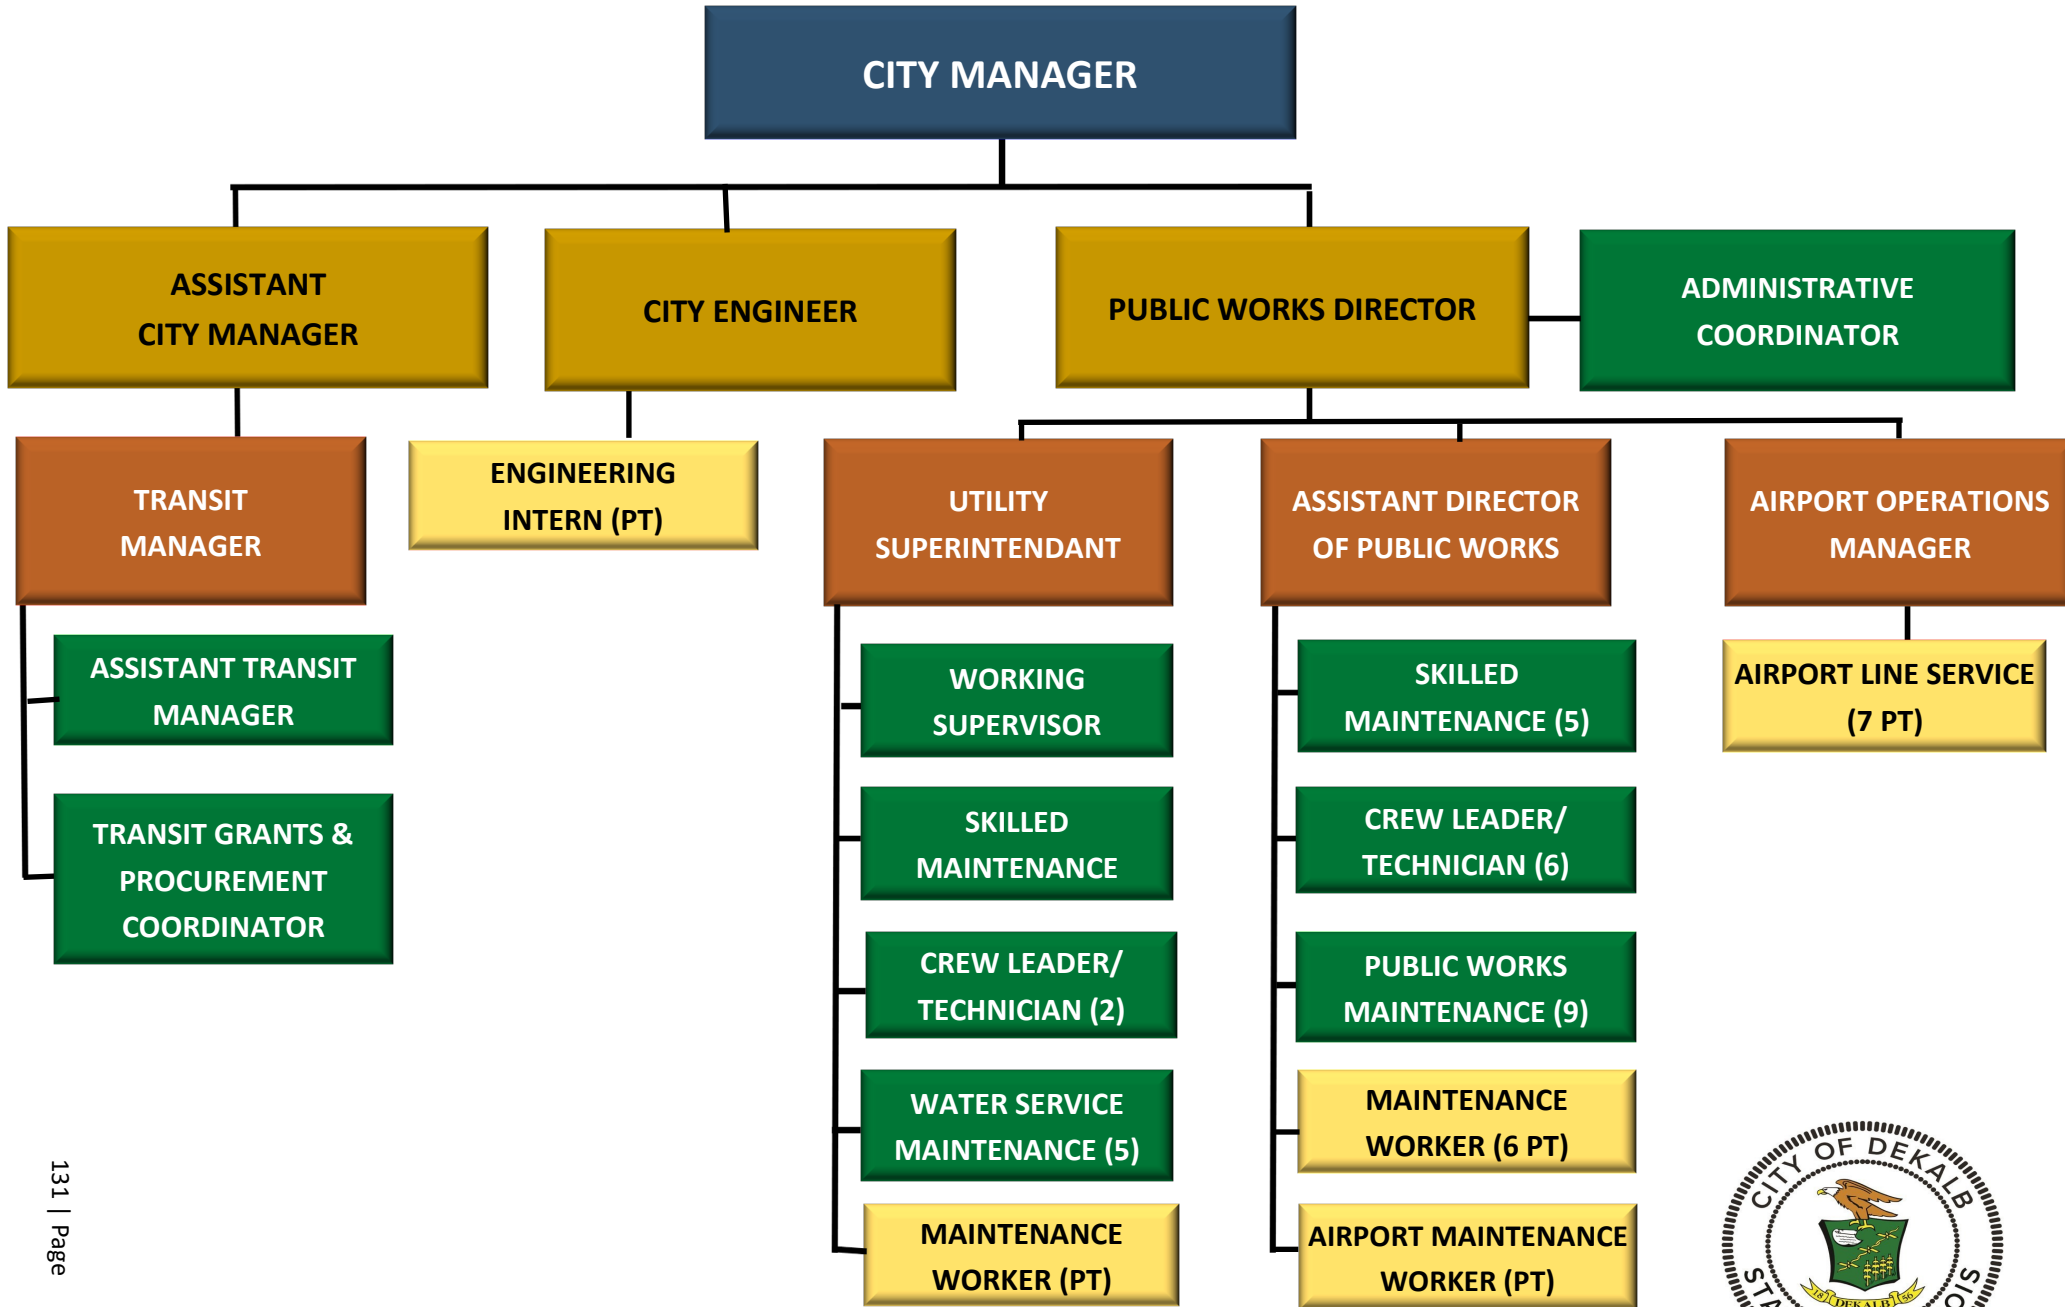 CITY MANAGER
ASSISTANT
CITY MANAGER
CITY ENGINEER
PUBLIC WORKS DIRECTOR
ADMINISTRATIVE
COORDINATOR
TRANSIT
MANAGER
ENGINEERING
INTERN (PT)
UTILITY
SUPERINTENDANT
ASSISTANT DIRECTOR
OF PUBLIC WORKS
AIRPORT OPERATIONS
MANAGER
ASSISTANT TRANSIT
MANAGER
TRANSIT GRANTS &
PROCUREMENT
COORDINATOR
WORKING
SUPERVISOR
SKILLED
MAINTENANCE
CREW LEADER/
TECHNICIAN (2)
WATER SERVICE
MAINTENANCE (5)
MAINTENANCE
WORKER (PT)
SKILLED
MAINTENANCE (5)
CREW LEADER/
TECHNICIAN (6)
PUBLIC WORKS
MAINTENANCE (9)
MAINTENANCE
WORKER (6 PT)
AIRPORT MAINTENANCE
WORKER (PT)
AIRPORT LINE SERVICE
(7 PT)
131 | Page
CITY OF DEKALB
18 DEKALB 56